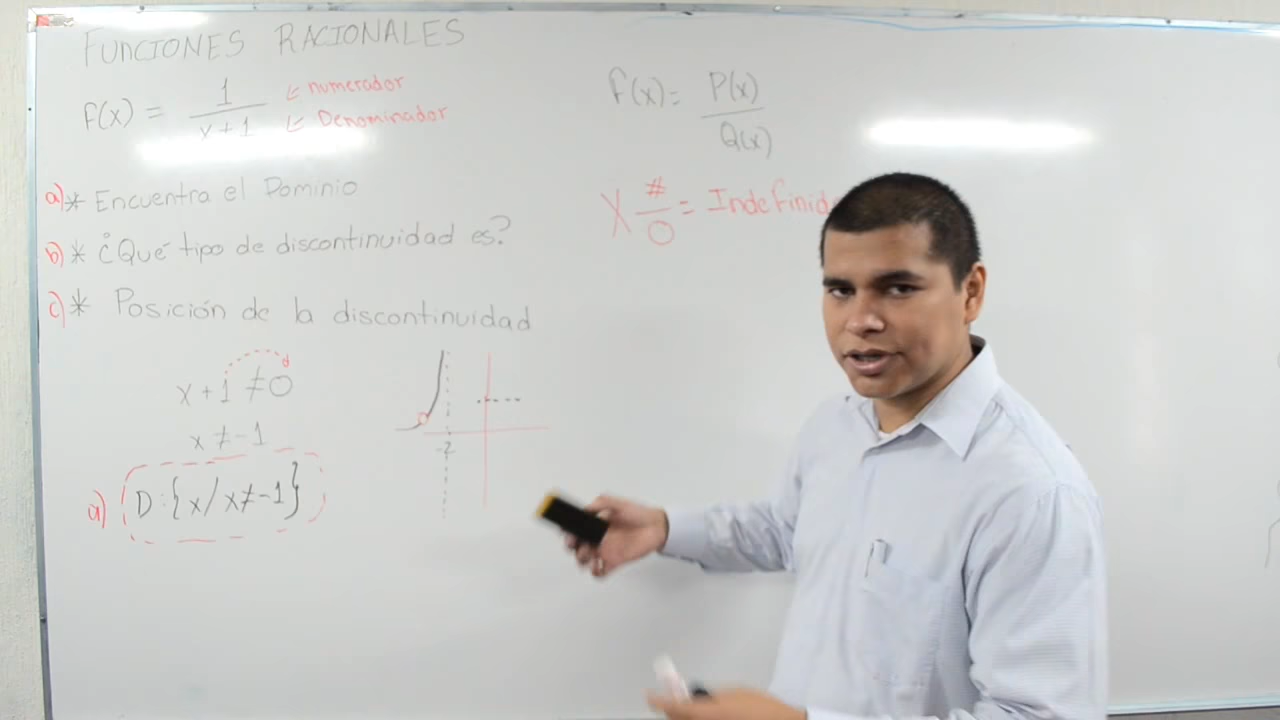 FUNCIONES RACIONALES
f(x) = 1 / x+1
← numerador
← Denominador
a)* Encuentra el Dominio
b)* ¿Qué tipo de discontinuidad es?
c)* Posición de la discontinuidad
x+1 ≠0
x ≠ -1
a) D:{x/x≠-1}
-2
f(x)= P(x) / Q(x)
X # / 0 = Indefinid